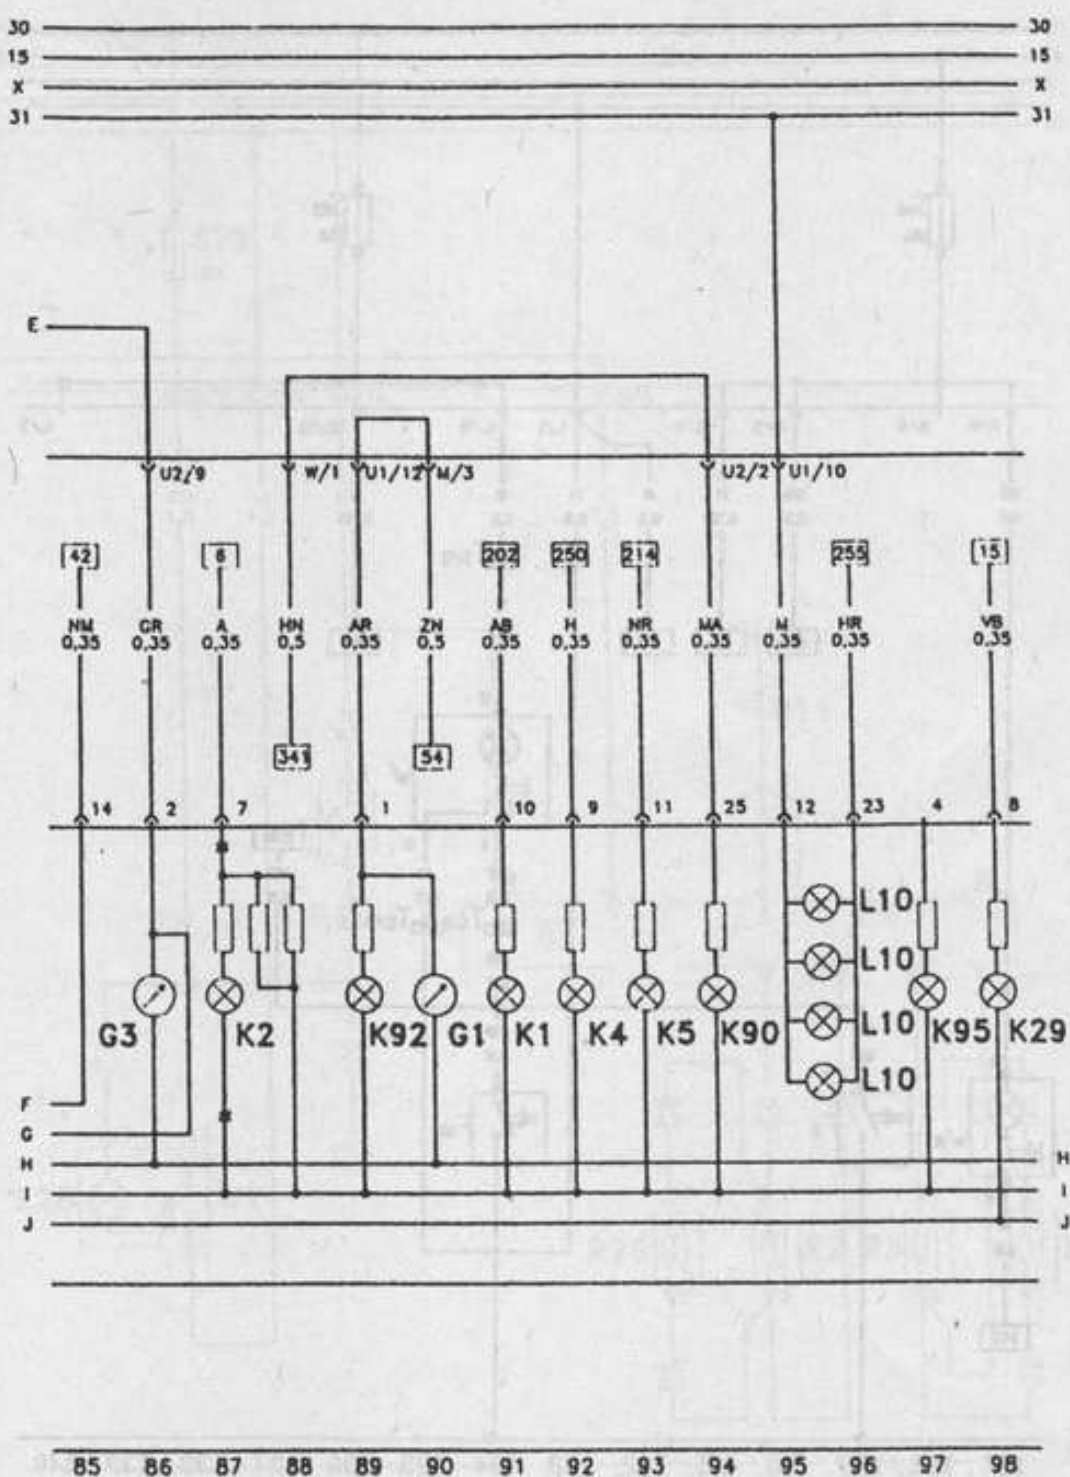 30 30
15 15
X X
31 31
E
U2/9 W/1 U1/12 M/3 U2/2 U1/10
42 6 202 250 214 255 15
NM GR A HN AR ZN AB H NR MA M HR VB
0.35 0.35 0.35 0.5 0.35 0.5 0.35 0.35 0.35 0.35 0.35 0.35 0.35
341 54
14 2 7 1 10 9 11 25 12 23 4 8
L10
L10
L10
G3 K2 K92 G1 K1 K4 K5 K90 K95 K29
L10
F
G
H H
I I
J J
85 86 87 88 89 90 91 92 93 94 95 96 97 98